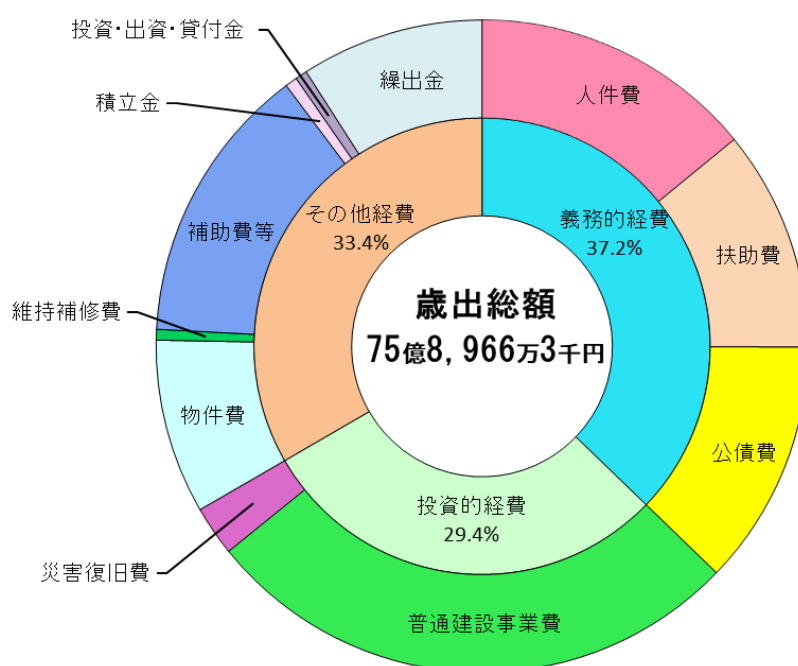 投資・出資・貸付金
積立金
繰出金
人件費
補助費等
その他経費
33.4%
義務的経費
37.2%
扶助費
維持補修費
歳出総額
75億8,966万3千円
物件費
公債費
投資的経費
29.4%
災害復旧費
普通建設事業費